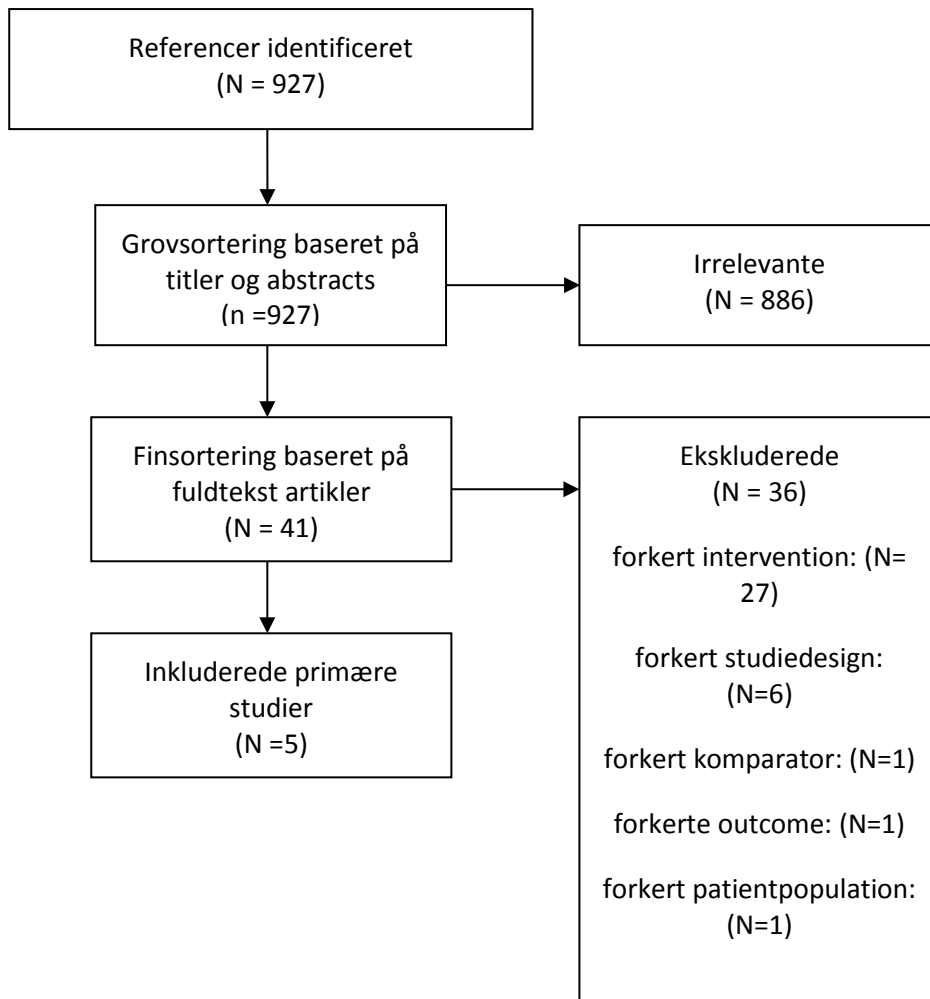 Referencer identificeret
(N = 927)
Grovsortering baseret på
titler og abstracts
(n =927)
Irrelevante
(N = 886)
Finsortering baseret på
fuldtekst artikler
(N = 41)
Ekskluderede
(N = 36)
forkert intervention: (N=
27)
forkert studiedesign:
(N=6)
forkert komparator: (N=1)
forkerte outcome: (N=1)
forkert patientpopulation:
(N=1)
Inkluderede primære
studier
(N =5)